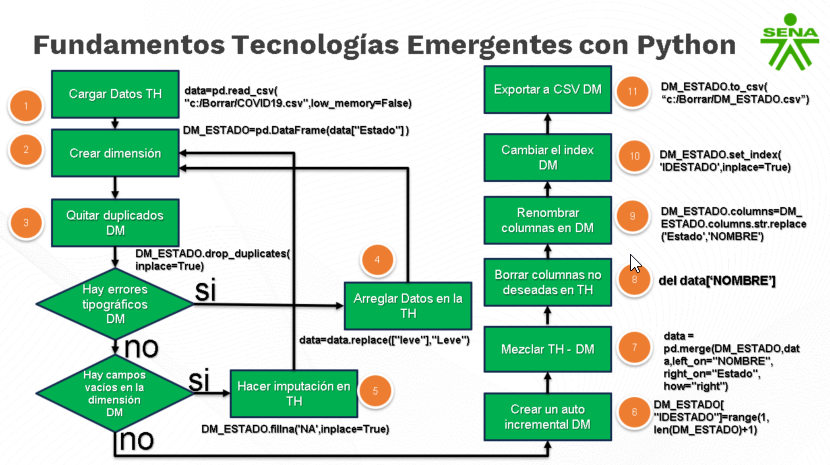 Fundamentos Tecnologías Emergentes con Python
SENA
1
Cargar Datos TH
data=pd.read_csv(
"c:/Borrar/COVID19.csv",low_memory=False)
2
Crear dimensión
DM_ESTADO=pd.DataFrame(data["Estado"] )
3
Quitar duplicados
DM
DM_ESTADO.drop_duplicates(
inplace=True)
Hay errores
tipográficos
DM
si
no
4
Arreglar Datos en la
TH
data=data.replace(["leve"],"Leve")
Hay campos
vacios en la
dimensión
DM
si
no
5
Hacer imputación en
TH
DM_ESTADO.fillna('NA',inplace=True)
Exportar a CSV DM
11
DM_ESTADO.to_csv(
“c:/Borrar/DM_ESTADO.csv”)
Cambiar el index
DM
10
DM_ESTADO.set_index(
'IDESTADO',inplace=True)
Renombrar
columnas en DM
9
DM_ESTADO.columns=DM_
ESTADO.columns.str.replace
('Estado','NOMBRE')
Borrar columnas no
deseadas en TH
8
del data[‘NOMBRE’]
Mezclar TH - DM
7
data =
pd.merge(DM_ESTADO,dat
a,left_on="NOMBRE",
right_on="Estado",
how="right")
Crear un auto
incremental DM
6
DM_ESTADO[
"IDESTADO"]=range(1,
len(DM_ESTADO)+1)